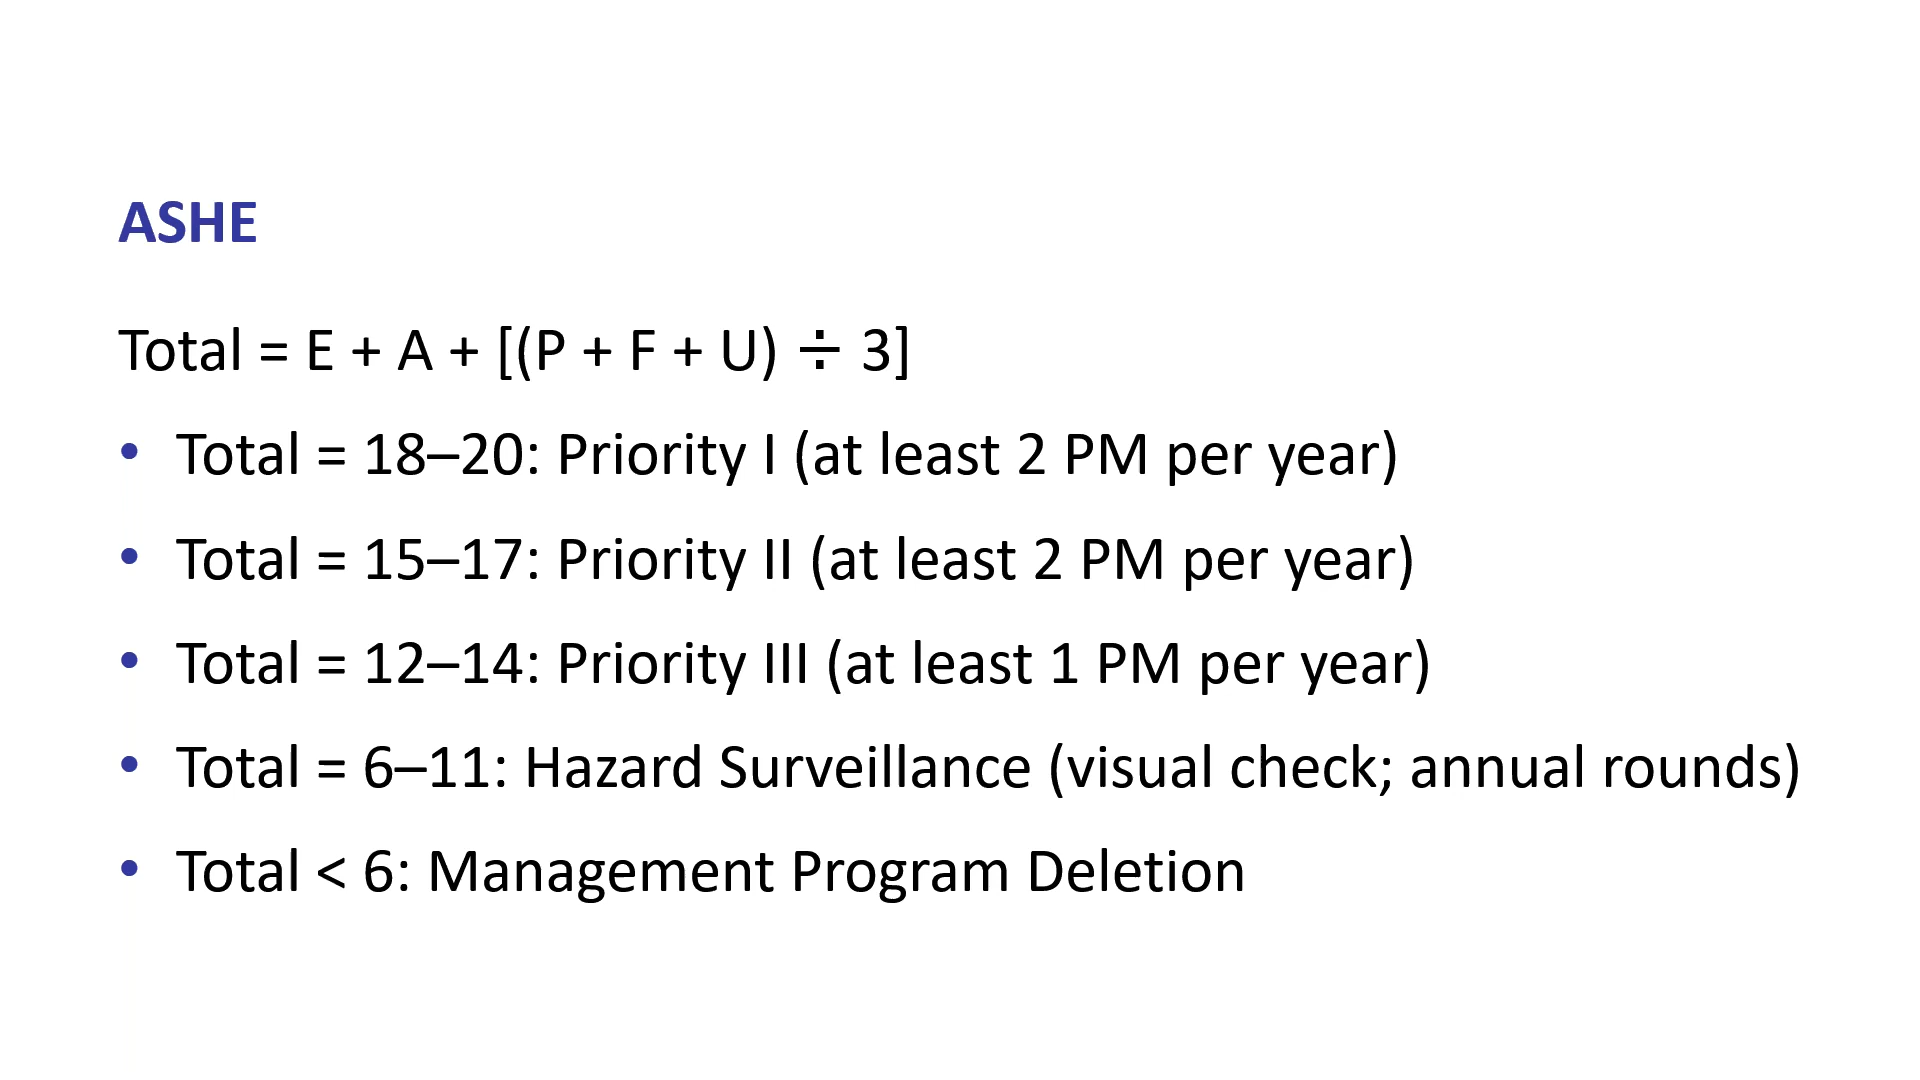 ASHE
Total = E + A + [(P + F + U) ÷ 3]
• Total = 18–20: Priority I (at least 2 PM per year)
• Total = 15–17: Priority II (at least 2 PM per year)
• Total = 12–14: Priority III (at least 1 PM per year)
• Total = 6–11: Hazard Surveillance (visual check; annual rounds)
• Total < 6: Management Program Deletion